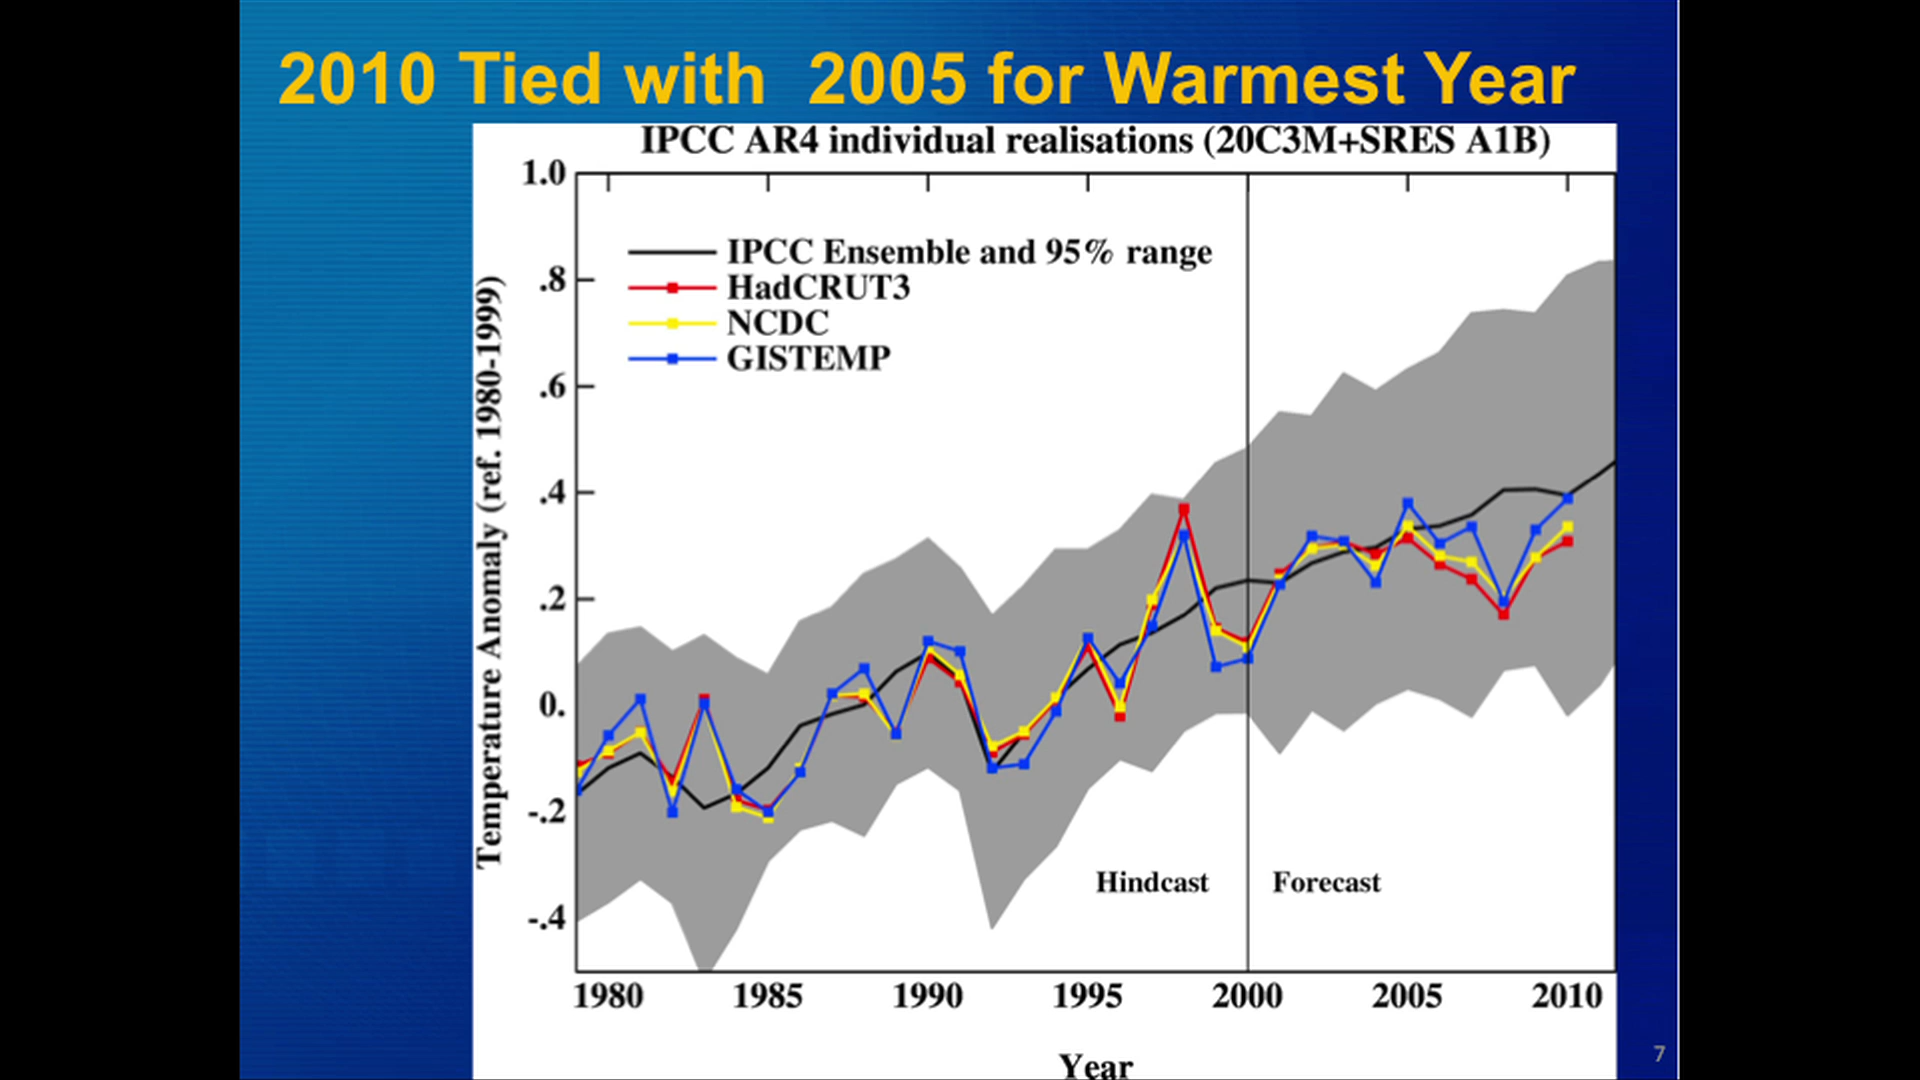 2010 Tied with  2005 for Warmest Year
IPCC AR4 individual realisations (20C3M+SRES A1B)
1.0
.8
.6
.4
.2
0.
-.2
-.4
Temperature Anomaly (ref. 1980-1999)
IPCC Ensemble and 95% range
HadCRUT3
NCDC
GISTEMP
Hindcast
Forecast
1980 1985 1990 1995 2000 2005 2010
Year
7